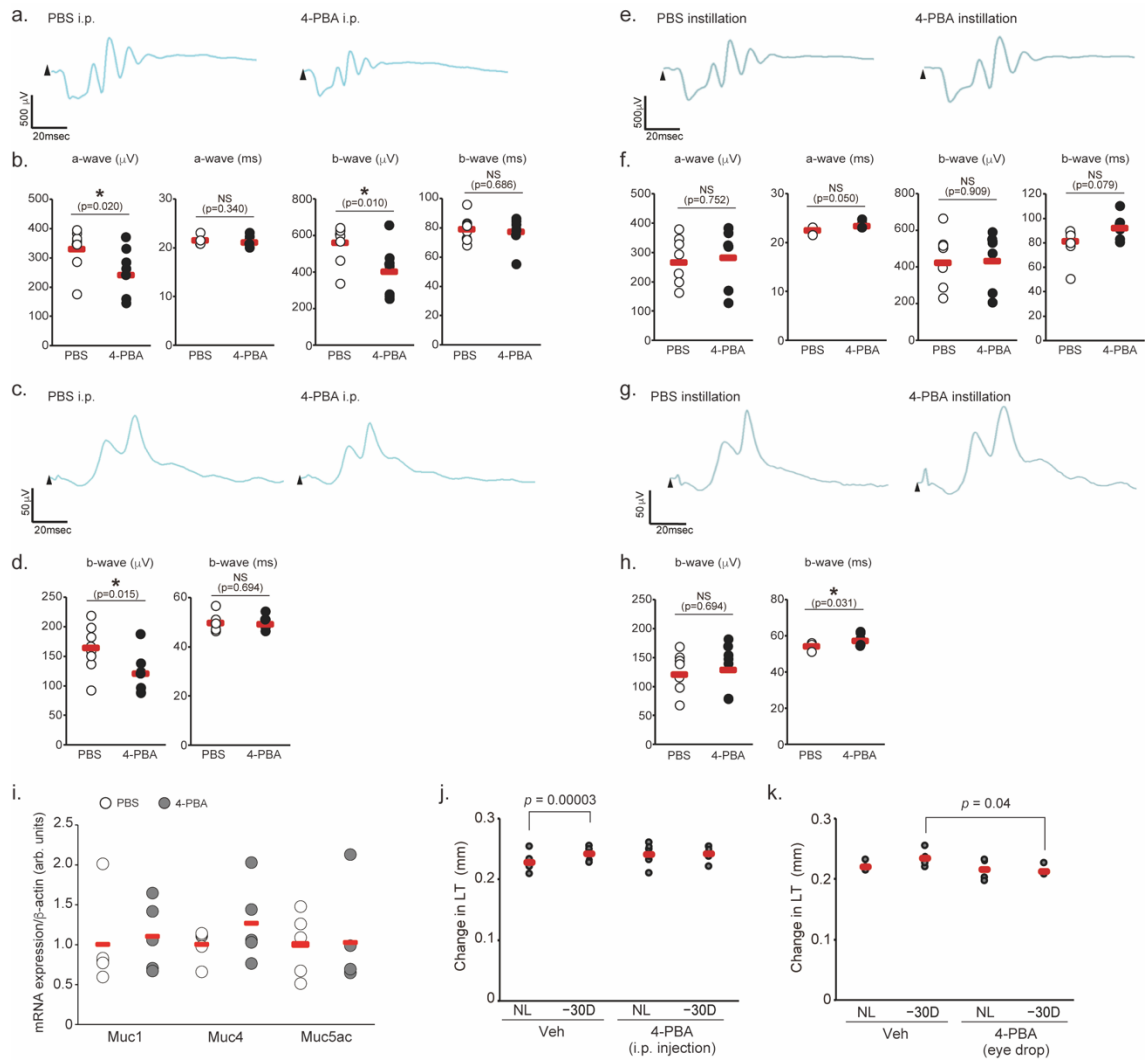 a.
PBS i.p.
4-PBA i.p.
500 μV
20msec
b.
a-wave (μV)
a-wave (ms)
b-wave (μV)
b-wave (ms)
*
(p=0.020)
NS
(p=0.340)
*
(p=0.010)
NS
(p=0.686)
500
400
300
200
100
0
30
20
10
0
800
600
400
200
0
100
80
60
40
20
0
PBS 4-PBA
PBS 4-PBA
PBS 4-PBA
PBS 4-PBA
c.
PBS i.p.
4-PBA i.p.
50 μV
20msec
d.
b-wave (μV)
b-wave (ms)
*
(p=0.015)
NS
(p=0.694)
250
200
150
100
50
0
60
40
20
0
PBS 4-PBA
PBS 4-PBA
e.
PBS instillation
4-PBA instillation
500μV
20msec
f.
a-wave (μV)
a-wave (ms)
b-wave (μV)
b-wave (ms)
NS
(p=0.752)
NS
(p=0.050)
NS
(p=0.909)
NS
(p=0.079)
500
400
300
200
100
0
30
20
10
0
800
600
400
200
0
120
100
80
60
40
20
0
PBS 4-PBA
PBS 4-PBA
PBS 4-PBA
PBS 4-PBA
g.
PBS instillation
4-PBA instillation
50 μV
20msec
h.
b-wave (μV)
b-wave (ms)
NS
(p=0.694)
*
(p=0.031)
250
200
150
100
50
0
80
60
40
20
0
PBS 4-PBA
PBS 4-PBA
i.
PBS 4-PBA
mRNA expression/β-actin (arb. units)
2.5
2.0
1.5
1.0
0.5
0
Muc1 Muc4 Muc5ac
j.
p = 0.00003
Change in LT (mm)
0.3
0.2
0.1
0
NL −30D NL −30D
Veh 4-PBA
(i.p. injection)
k.
p = 0.04
Change in LT (mm)
0.3
0.2
0.1
0
NL −30D NL −30D
Veh 4-PBA
(eye drop)